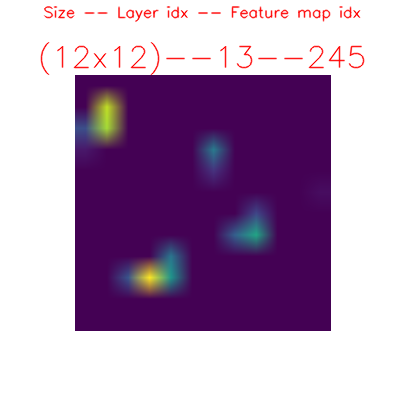 Size -- Layer idx -- Feature map idx
(12x12)--13--245